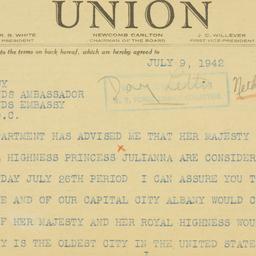 UNION
R. B. WHITE NEWCOMB CARLTON J. C. WILLEVER
PRESIDENT CHAIRMAN OF THE BOARD FIRST VICE-PRESIDENT
to the terms on back hereof, which are hereby agreed to
JULY 9, 1942
Day Letter
NDS AMBASSADOR
NDS EMBASSY
.C.
PARTMENT HAS ADVISED ME THAT HER MAJESTY
HIGHNESS PRINCESS JULIANNA ARE CONSIDER
DAY JULY 26TH PERIOD I CAN ASSURE YOU T
E AND OF OUR CAPITAL CITY ALBANY WOULD C
F HER MAJESTY AND HER ROYAL HIGHNESS WOU
Y IS THE OLDEST CITY IN THE UNITED STATE